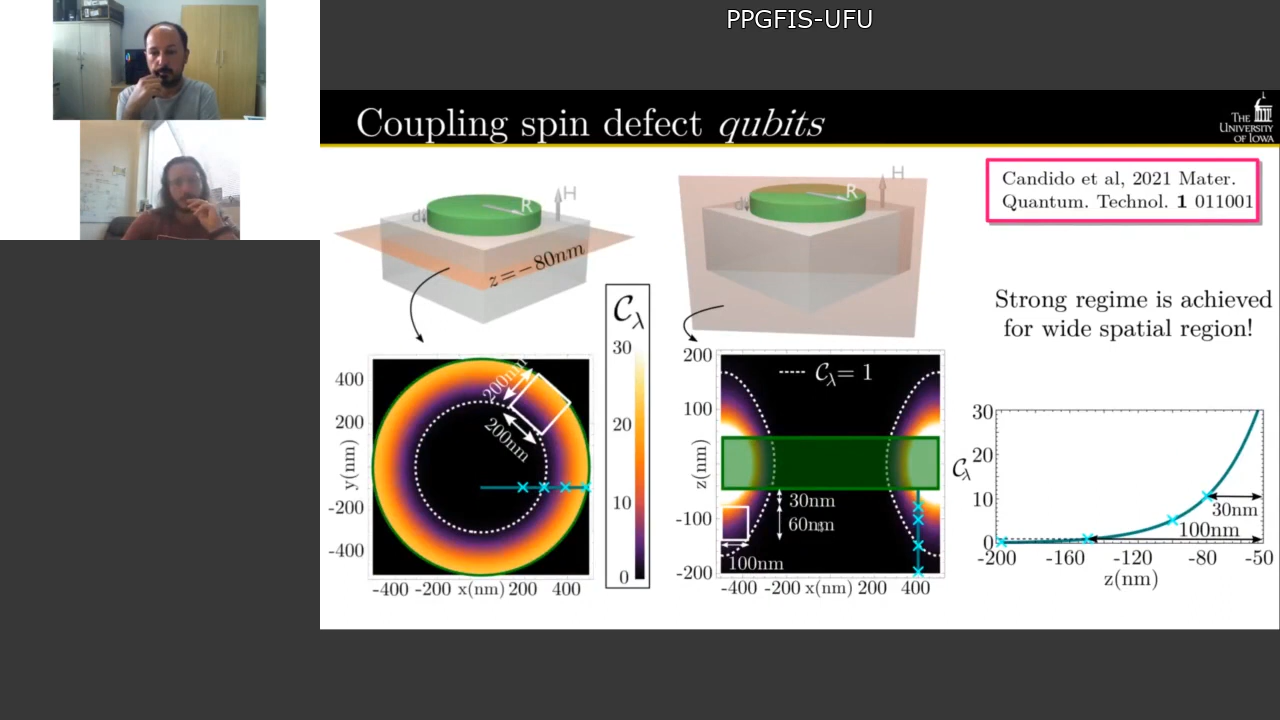 PPGFIS-UFU
Coupling spin defect qubits
THE
UNIVERSITY
OF IOWA
Candido et al, 2021 Mater.
Quantum. Technol. 1 011001
H
R
d
z = −80nm
H
R
d
Strong regime is achieved
for wide spatial region!
𝒞λ
30
20
10
0
400
200
y(nm)
-200
-400
-400 -200 x(nm) 200 400
200nm
200nm
200
100
z(nm)
-100
-200
-400 -200 x(nm) 200 400
𝒞λ = 1
30nm
60nm
100nm
30
20
𝒞λ
10
0
30nm
100nm
-200 -160 -120 -80 -50
z(nm)